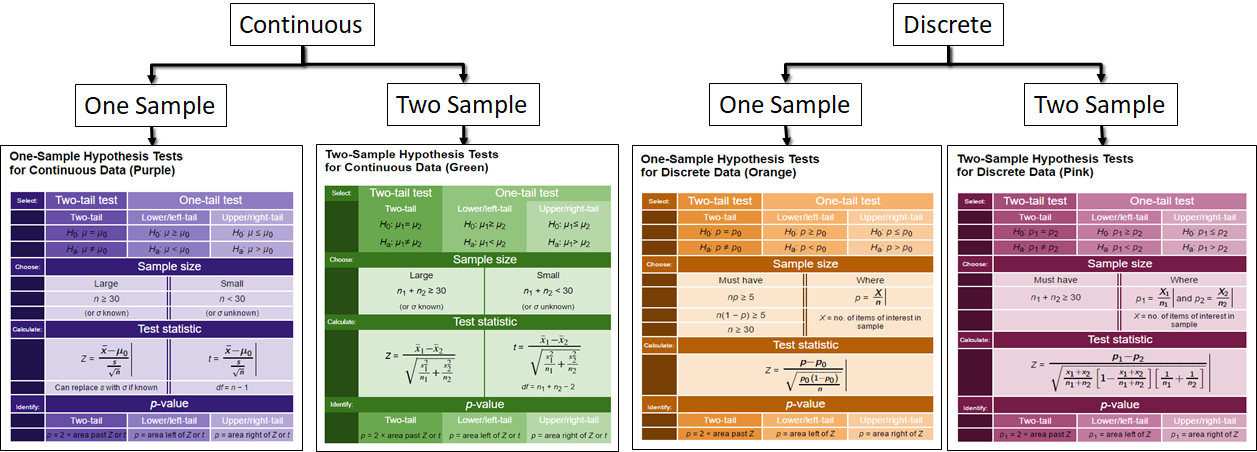 Continuous
Discrete
One Sample
Two Sample
One Sample
Two Sample
One-Sample Hypothesis Tests
for Continuous Data (Purple)
Select: Two-tail test One-tail test
Two-tail Lower/left-tail Upper/right-tail
H₀: μ = μ₀ H₀: μ ≥ μ₀ H₀: μ ≤ μ₀
Hₐ: μ ≠ μ₀ Hₐ: μ < μ₀ Hₐ: μ > μ₀
Choose: Sample size
Large Small
n ≥ 30 n < 30
(or σ known) (or σ unknown)
Calculate: Test statistic
Z = (x̄ − μ₀) / (s/√n) | t = (x̄ − μ₀) / (s/√n) |
Can replace s with σ if known df = n − 1
Identify: p-value
Two-tail Lower/left-tail Upper/right-tail
p = 2 × area past Z or t p = area left of Z or t p = area right of Z or t
Two-Sample Hypothesis Tests
for Continuous Data (Green)
Select: Two-tail test One-tail test
Two-tail Lower/left-tail Upper/right-tail
H₀: μ₁= μ₂ H₀: μ₁≥ μ₂ H₀: μ₁≤ μ₂
Hₐ: μ₁≠ μ₂ Hₐ: μ₁< μ₂ Hₐ: μ₁> μ₂
Choose: Sample size
Large Small
n₁ + n₂ ≥ 30 n₁ + n₂ < 30
(or σ known) (or σ unknown)
Calculate: Test statistic
Z = (x̄₁ − x̄₂) / √(s₁²/n₁ + s₂²/n₂) t = (x̄₁ − x̄₂) / √(s₁²/n₁ + s₂²/n₂)
df = n₁ + n₂ − 2
Identify: p-value
Two-tail Lower/left-tail Upper/right-tail
p = 2 × area past Z or t p = area left of Z or t p = area right of Z or t
One-Sample Hypothesis Tests
for Discrete Data (Orange)
Select: Two-tail test One-tail test
Two-tail Lower/left-tail Upper/right-tail
H₀: p = p₀ H₀: p ≥ p₀ H₀: p ≤ p₀
Hₐ: p ≠ p₀ Hₐ: p < p₀ Hₐ: p > p₀
Choose: Sample size
Must have Where
np ≥ 5 p = X/n |
n(1 − p) ≥ 5 X = no. of items of interest in
sample
n ≥ 30
Calculate: Test statistic
Z = (p − p₀) / √(p₀(1−p₀)/n) |
Identify: p-value
Two-tail Lower/left-tail Upper/right-tail
p = 2 × area past Z p = area left of Z p = area right of Z
Two-Sample Hypothesis Tests
for Discrete Data (Pink)
Select: Two-tail test One-tail test
Two-tail Lower/left-tail Upper/right-tail
H₀: p₁ = p₂ H₀: p₁ ≥ p₂ H₀: p₁ ≤ p₂
Hₐ: p₁ ≠ p₂ Hₐ: p₁ < p₂ Hₐ: p₁ > p₂
Choose: Sample size
Must have Where
n₁ + n₂ ≥ 30 p₁ = X₁/n₁ | and p₂ = X₂/n₂ |
X = no. of items of interest in
sample
Calculate: Test statistic
Z = (p₁ − p₂) / √((x₁+x₂)/(n₁+n₂) [1 − (x₁+x₂)/(n₁+n₂)] [1/n₁ + 1/n₂]) |
Identify: p-value
Two-tail Lower/left-tail Upper/right-tail
p₁ = 2 × area past Z p₁ = area left of Z p = area right of Z